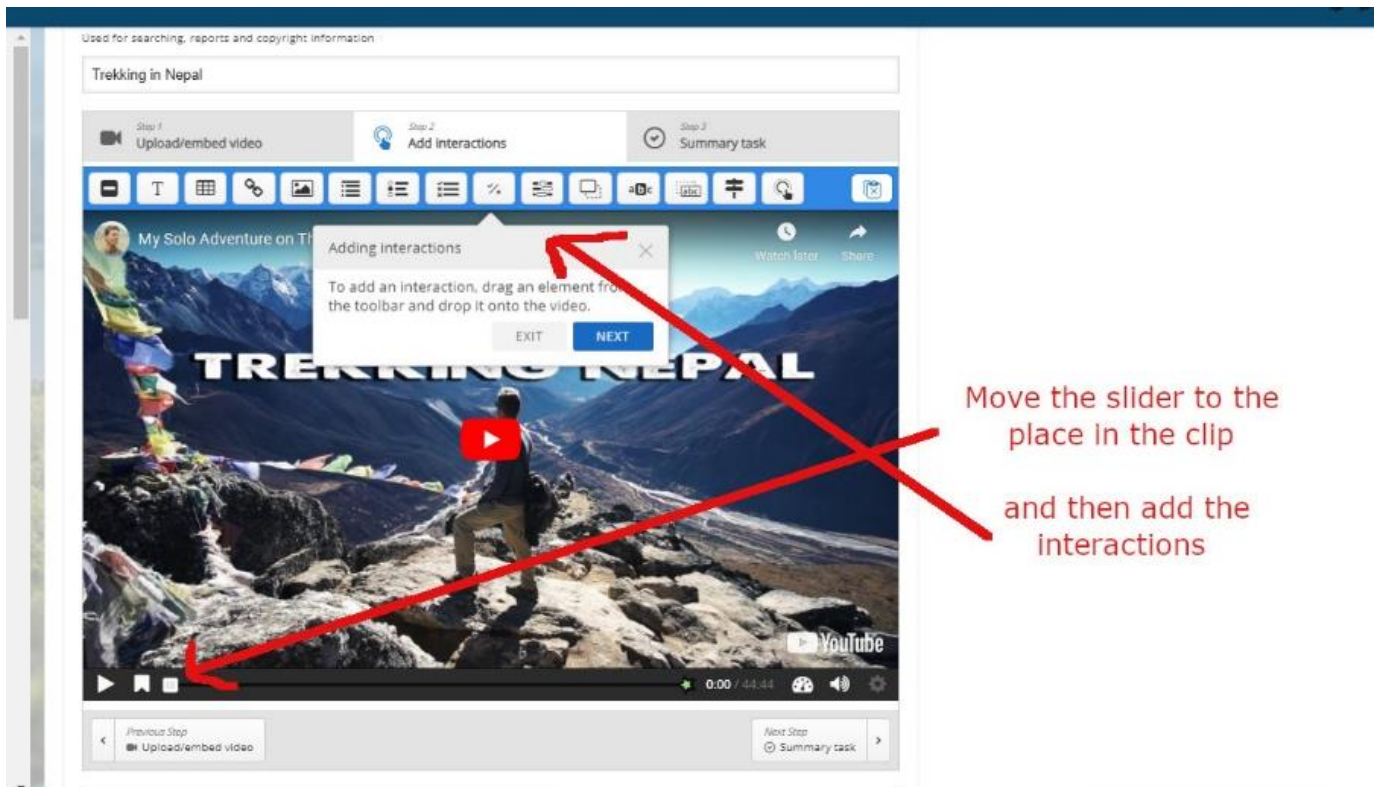 Used for searching, reports and copyright information
Trekking in Nepal
Step 1
Upload/embed video
Step 2
Add interactions
Step 3
Summary task
T
abc
abc
My Solo Adventure on Th
Watch later
Share
Adding interactions
To add an interaction, drag an element
the toolbar and drop it onto the video.
EXIT
NEXT
TREKKING NEPAL
Move the slider to the
place in the clip
and then add the
interactions
YouTube
0:00 / 44:44
Previous Step
Upload/embed video
Next Step
Summary task